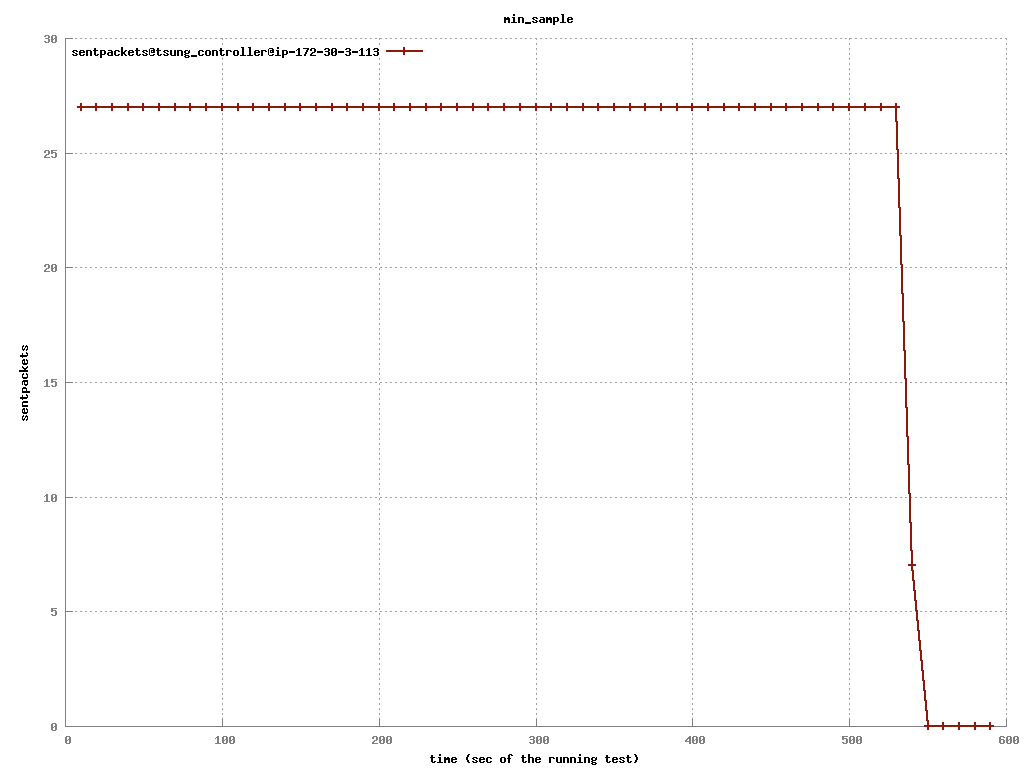 min_sample
sentpackets@tsung_controller@ip-172-30-3-113
30
25
20
15
10
5
0
sentpackets
0 100 200 300 400 500 600
time (sec of the running test)